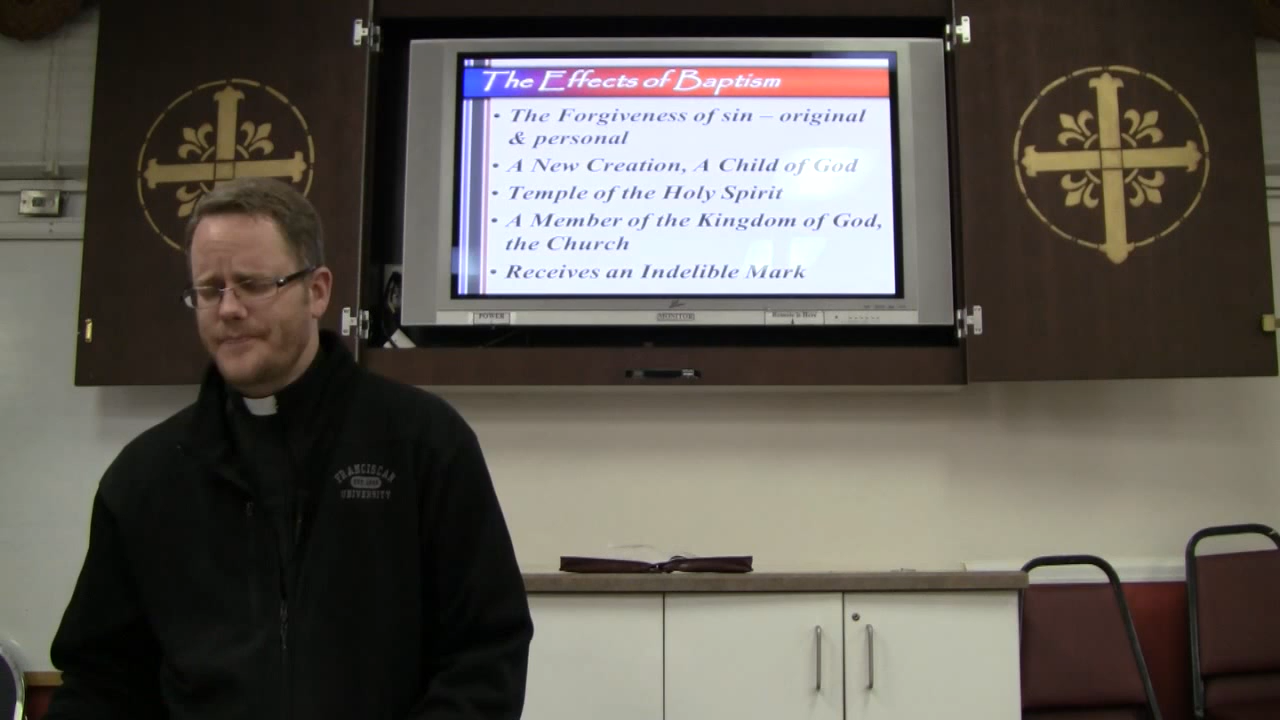 The Effects of Baptism
• The Forgiveness of sin – original
& personal
• A New Creation, A Child of God
• Temple of the Holy Spirit
• A Member of the Kingdom of God,
the Church
• Receives an Indelible Mark
POWER
MONITOR
FRANCISCAN
UNIVERSITY